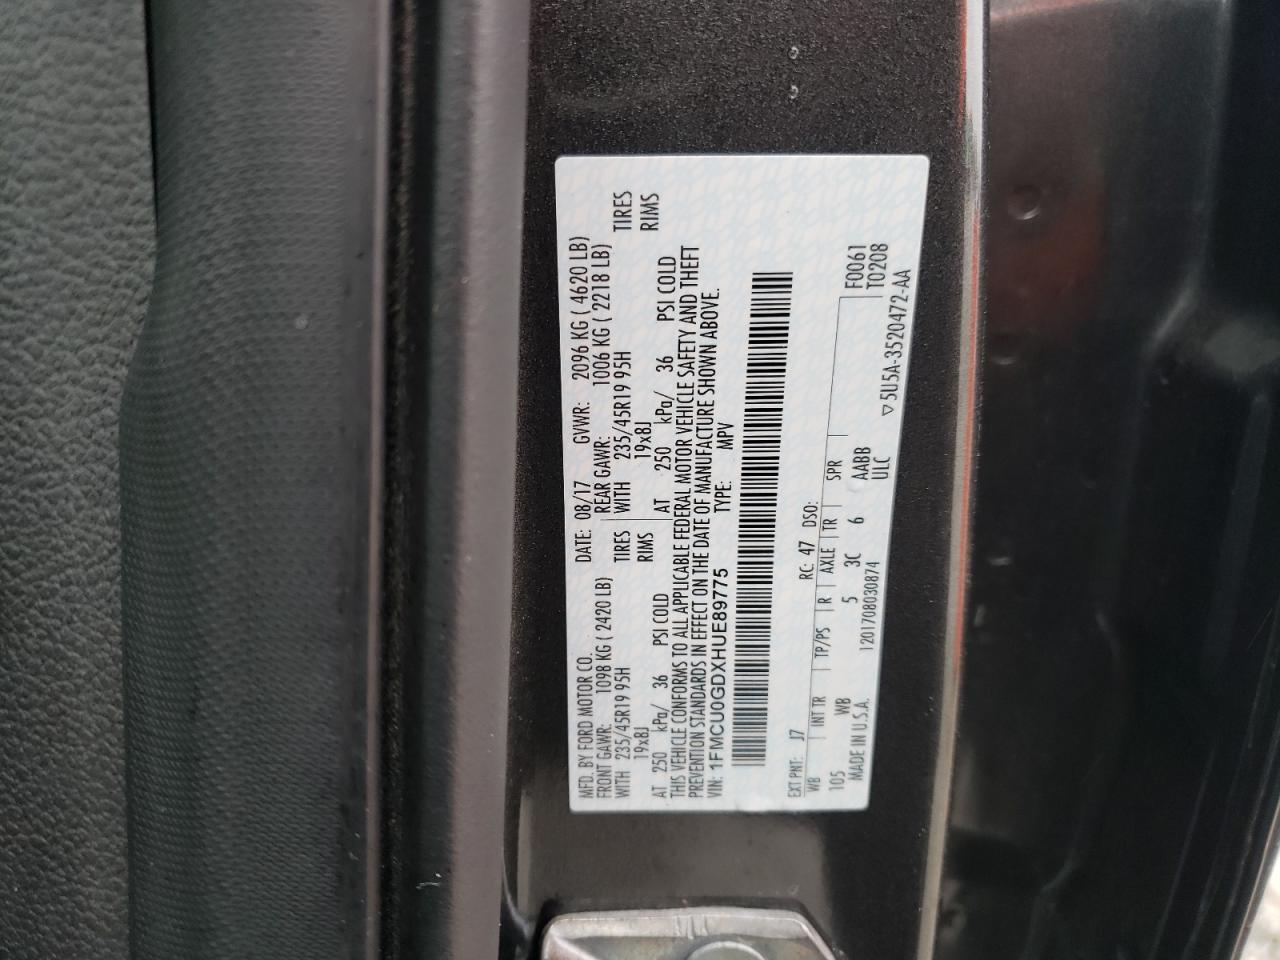 MFD. BY FORD MOTOR CO. DATE: 08/17 GVWR: 2096 KG ( 4620 LB)
FRONT GAWR: 1098 KG ( 2420 LB) REAR GAWR: 1006 KG ( 2218 LB)
WITH 235/45R19 95H TIRES WITH 235/45R19 95H TIRES
19x8J RIMS 19x8J RIMS
AT 250 kPa/ 36 PSI COLD AT 250 kPa/ 36 PSI COLD
THIS VEHICLE CONFORMS TO ALL APPLICABLE FEDERAL MOTOR VEHICLE SAFETY AND THEFT
PREVENTION STANDARDS IN EFFECT ON THE DATE OF MANUFACTURE SHOWN ABOVE.
VIN: 1FMCU0GDXHUE89775 TYPE: MPV
EXT PNT: J7 RC: 47 DSO:
WB INT TR TP/PS R AXLE TR SPR F0061
105 WB 5 3C 6 AABB T0208
MADE IN U.S.A. 120170803087​4 ULC
▽5U5A-3520472-AA